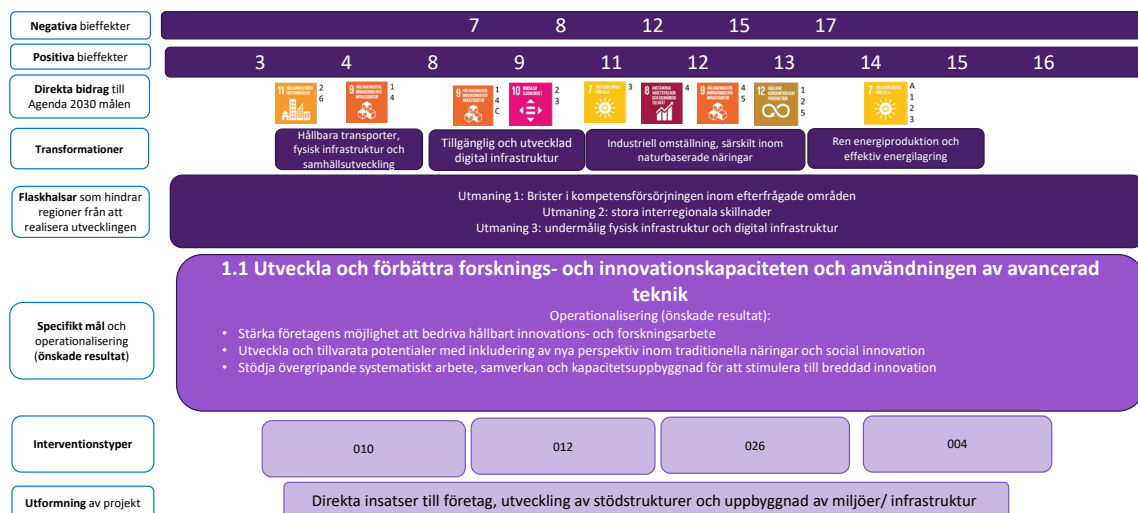 Negativa bieffekter
7 8 12 15 17
Positiva bieffekter
3 4 8 9 11 12 13 14 15 16
Direkta bidrag till
Agenda 2030 målen
11 2
6
9 1
4
9 1
4
C
10 2
3
7 3
8 4
9 4
5
12 1
2
5
7 A
1
2
3
Transformationer
Hållbara transporter,
fysisk infrastruktur och
samhällsutveckling
Tillgänglig och utvecklad
digital infrastruktur
Industriell omställning, särskilt inom
naturbaserade näringar
Ren energiproduktion och
effektiv energilagring
Flaskhalsar som hindrar
regioner från att
realisera utvecklingen
Utmaning 1: Brister i kompetensförsörjningen inom efterfrågade områden
Utmaning 2: stora interregionala skillnader
Utmaning 3: undermålig fysisk infrastruktur och digital infrastruktur
1.1 Utveckla och förbättra forsknings- och innovationskapaciteten och användningen av avancerad
teknik
Specifikt mål och
operationalisering
(önskade resultat)
Operationalisering (önskade resultat):
• Stärka företagens möjlighet att bedriva hållbart innovations- och forskningsarbete
• Utveckla och tillvarata potentialer med inkludering av nya perspektiv inom traditionella näringar och social innovation
• Stödja övergripande systematiskt arbete, samverkan och kapacitetsuppbyggnad för att stimulera till breddad innovation
Interventionstyper
010 012 026 004
Utformning av projekt
Direkta insatser till företag, utveckling av stödstrukturer och uppbyggnad av miljöer/ infrastruktur